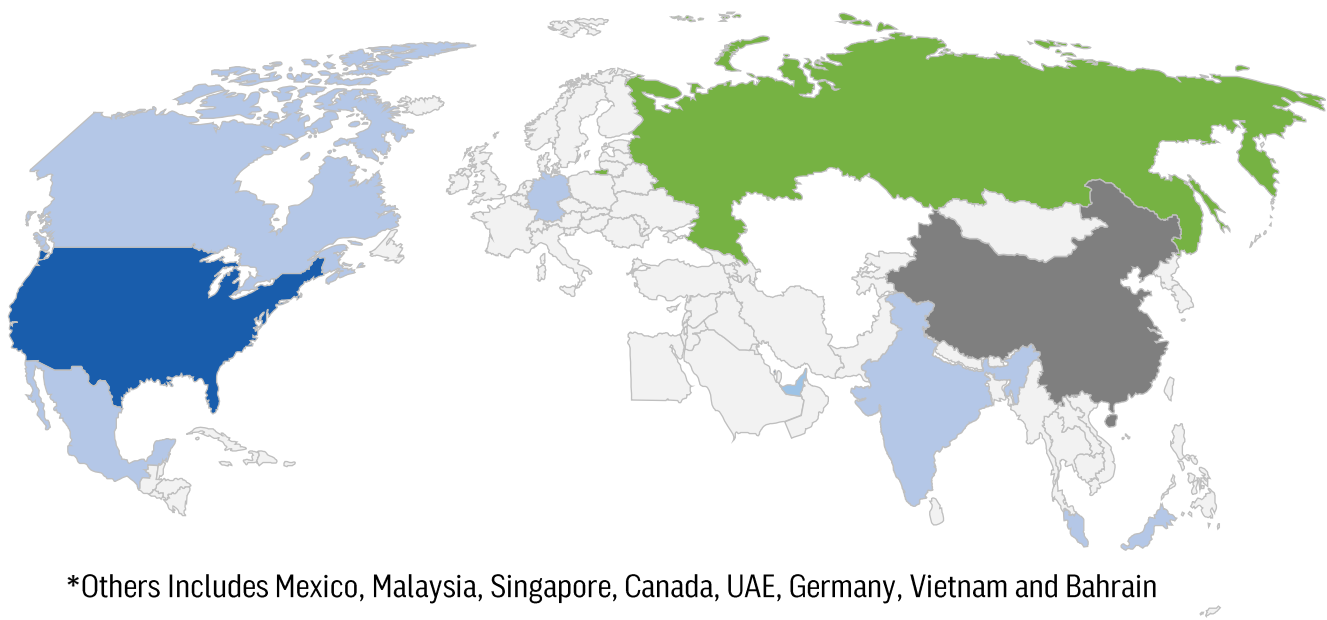 *Others Includes Mexico, Malaysia, Singapore, Canada, UAE, Germany, Vietnam and Bahrain